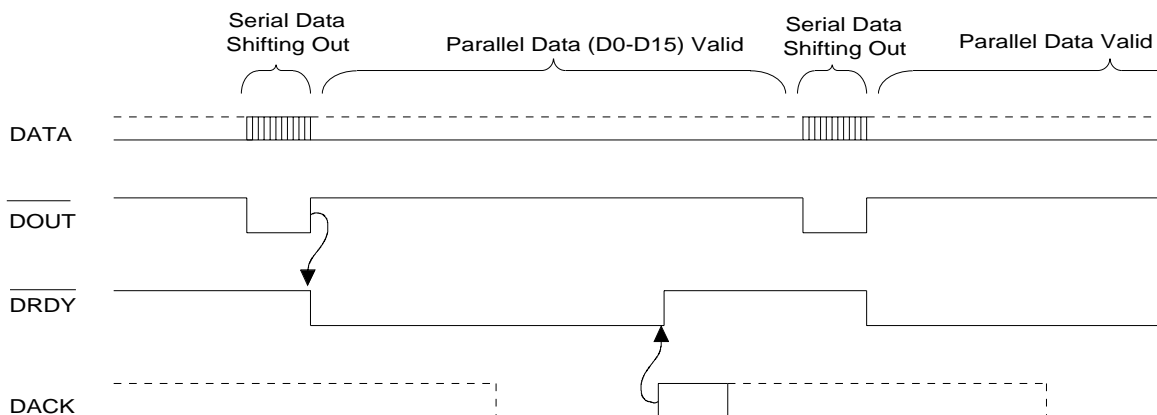 Serial Data
Shifting Out
Parallel Data (D0-D15) Valid
Serial Data
Shifting Out
Parallel Data Valid
DATA
DOUT
DRDY
DACK